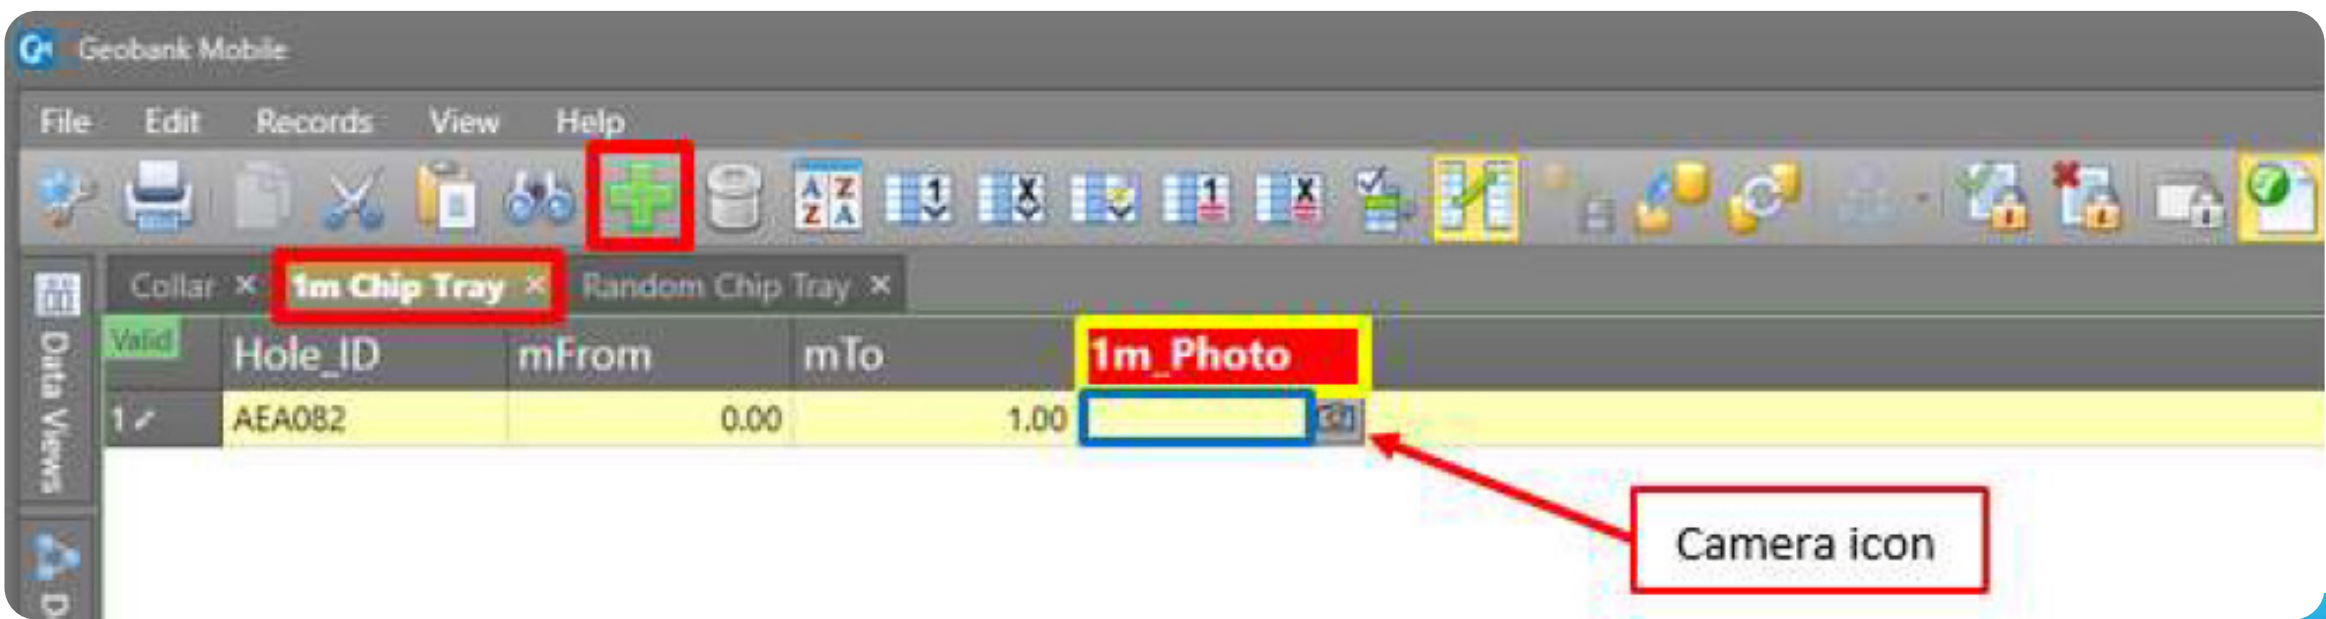 Geobank Mobile
File Edit Records View Help
Collar × 1m Chip Tray × Random Chip Tray ×
Data Views
Valid Hole_ID mFrom mTo 1m_Photo
1 AEA082 0.00 1.00
Camera icon
D